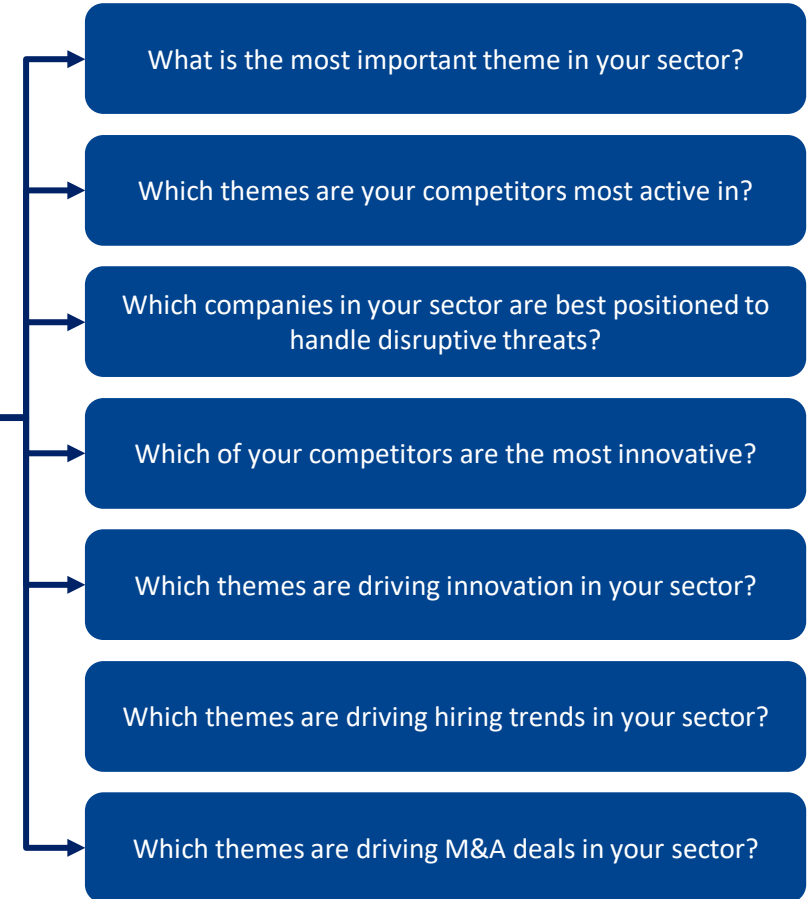 What is the most important theme in your sector?
Which themes are your competitors most active in?
Which companies in your sector are best positioned to
handle disruptive threats?
Which of your competitors are the most innovative?
Which themes are driving innovation in your sector?
Which themes are driving hiring trends in your sector?
Which themes are driving M&A deals in your sector?